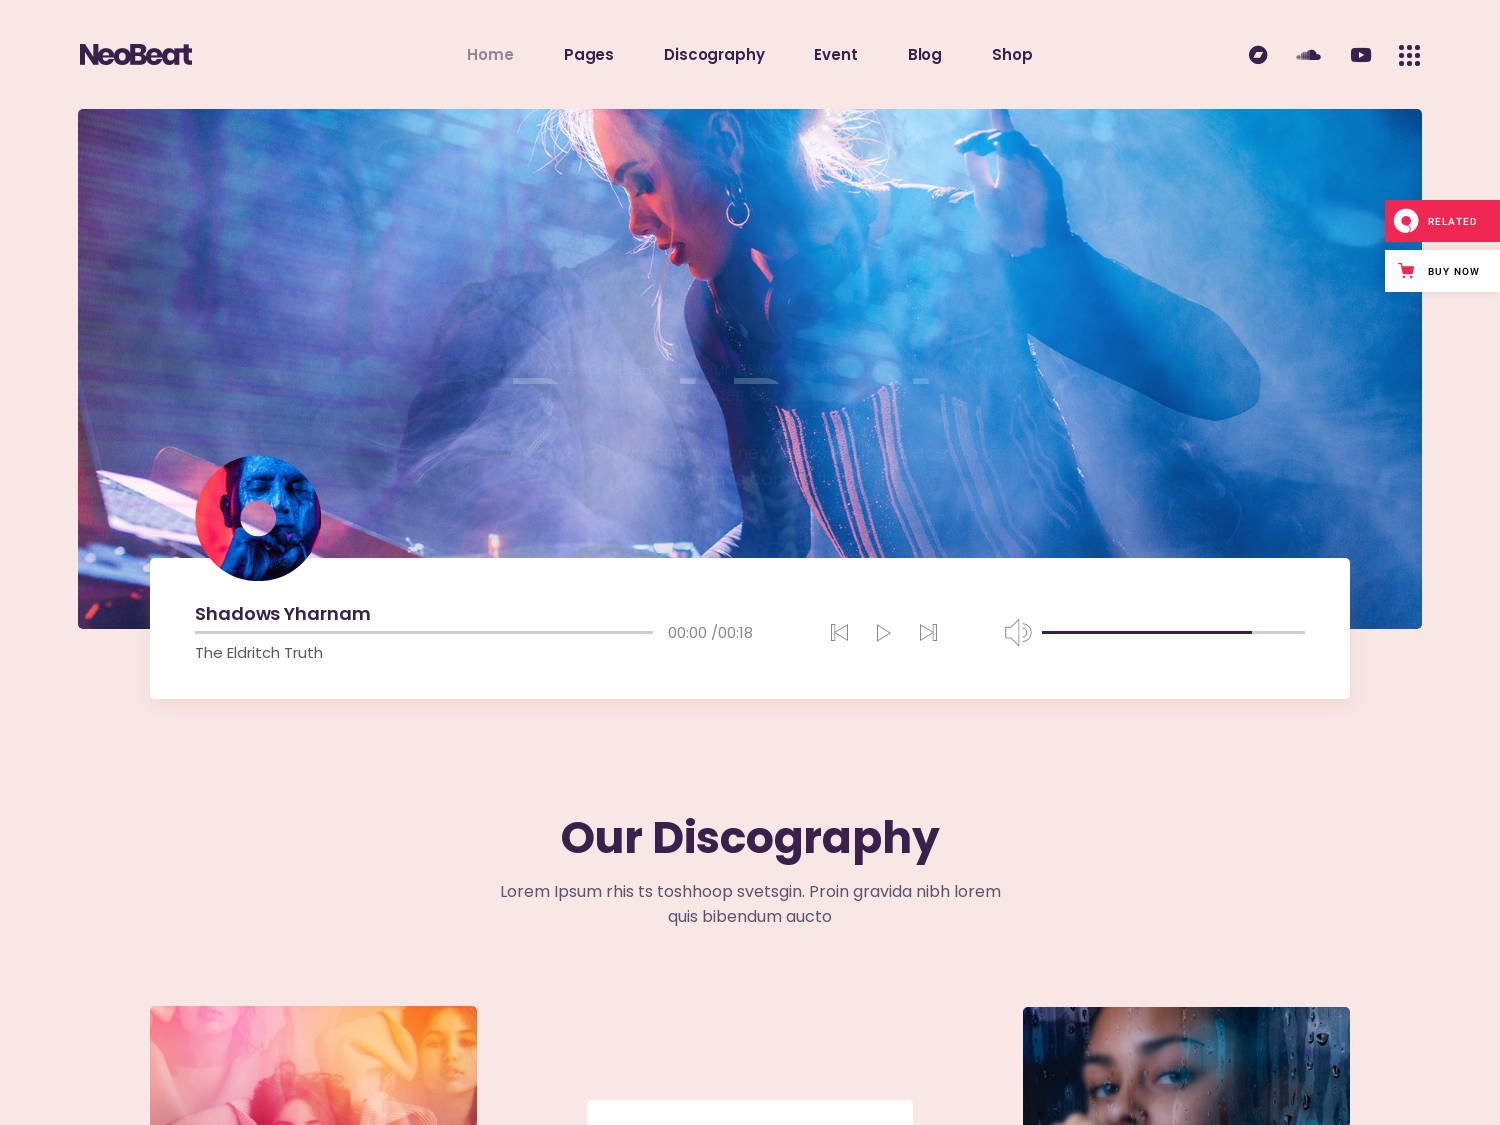 NeoBeat
Home Pages Discography Event Blog Shop
RELATED
BUY NOW
Shadows Yharnam
00:00 /00:18
The Eldritch Truth
Our Discography
Lorem Ipsum rhis ts toshhoop svetsgin. Proin gravida nibh lorem
quis bibendum aucto